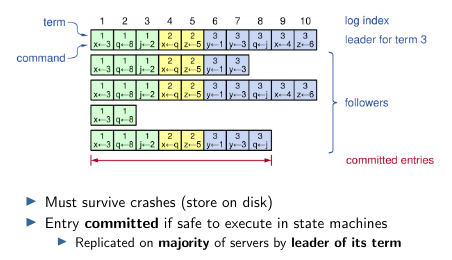 term 1 2 3 4 5 6 7 8 9 10 log index
1 1 1 2 2 3 3 3 3 3 leader for term 3
command x←3 q←8 j←2 x←q z←5 y←1 y←3 q←j x←4 z←6
1 1 1 2 2 3 3
x←3 q←8 j←2 x←q z←5 y←1 y←3
1 1 1 2 2 3 3 3 3 3
x←3 q←8 j←2 x←q z←5 y←1 y←3 q←j x←4 z←6
followers
1 1
x←3 q←8
1 1 1 2 2 3 3 3
x←3 q←8 j←2 x←q z←5 y←1 y←3 q←j
committed entries
Must survive crashes (store on disk)
Entry committed if safe to execute in state machines
Replicated on majority of servers by leader of its term